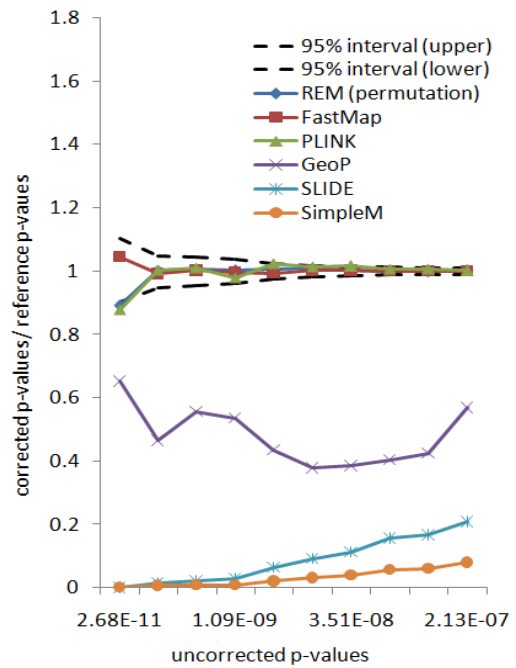 1.8
1.6
1.4
1.2
1
0.8
0.6
0.4
0.2
0
corrected p-values/ reference p-vaues
95% interval (upper)
95% interval (lower)
REM (permutation)
FastMap
PLINK
GeoP
SLIDE
SimpleM
2.68E-11 1.09E-09 3.51E-08 2.13E-07
uncorrected p-values